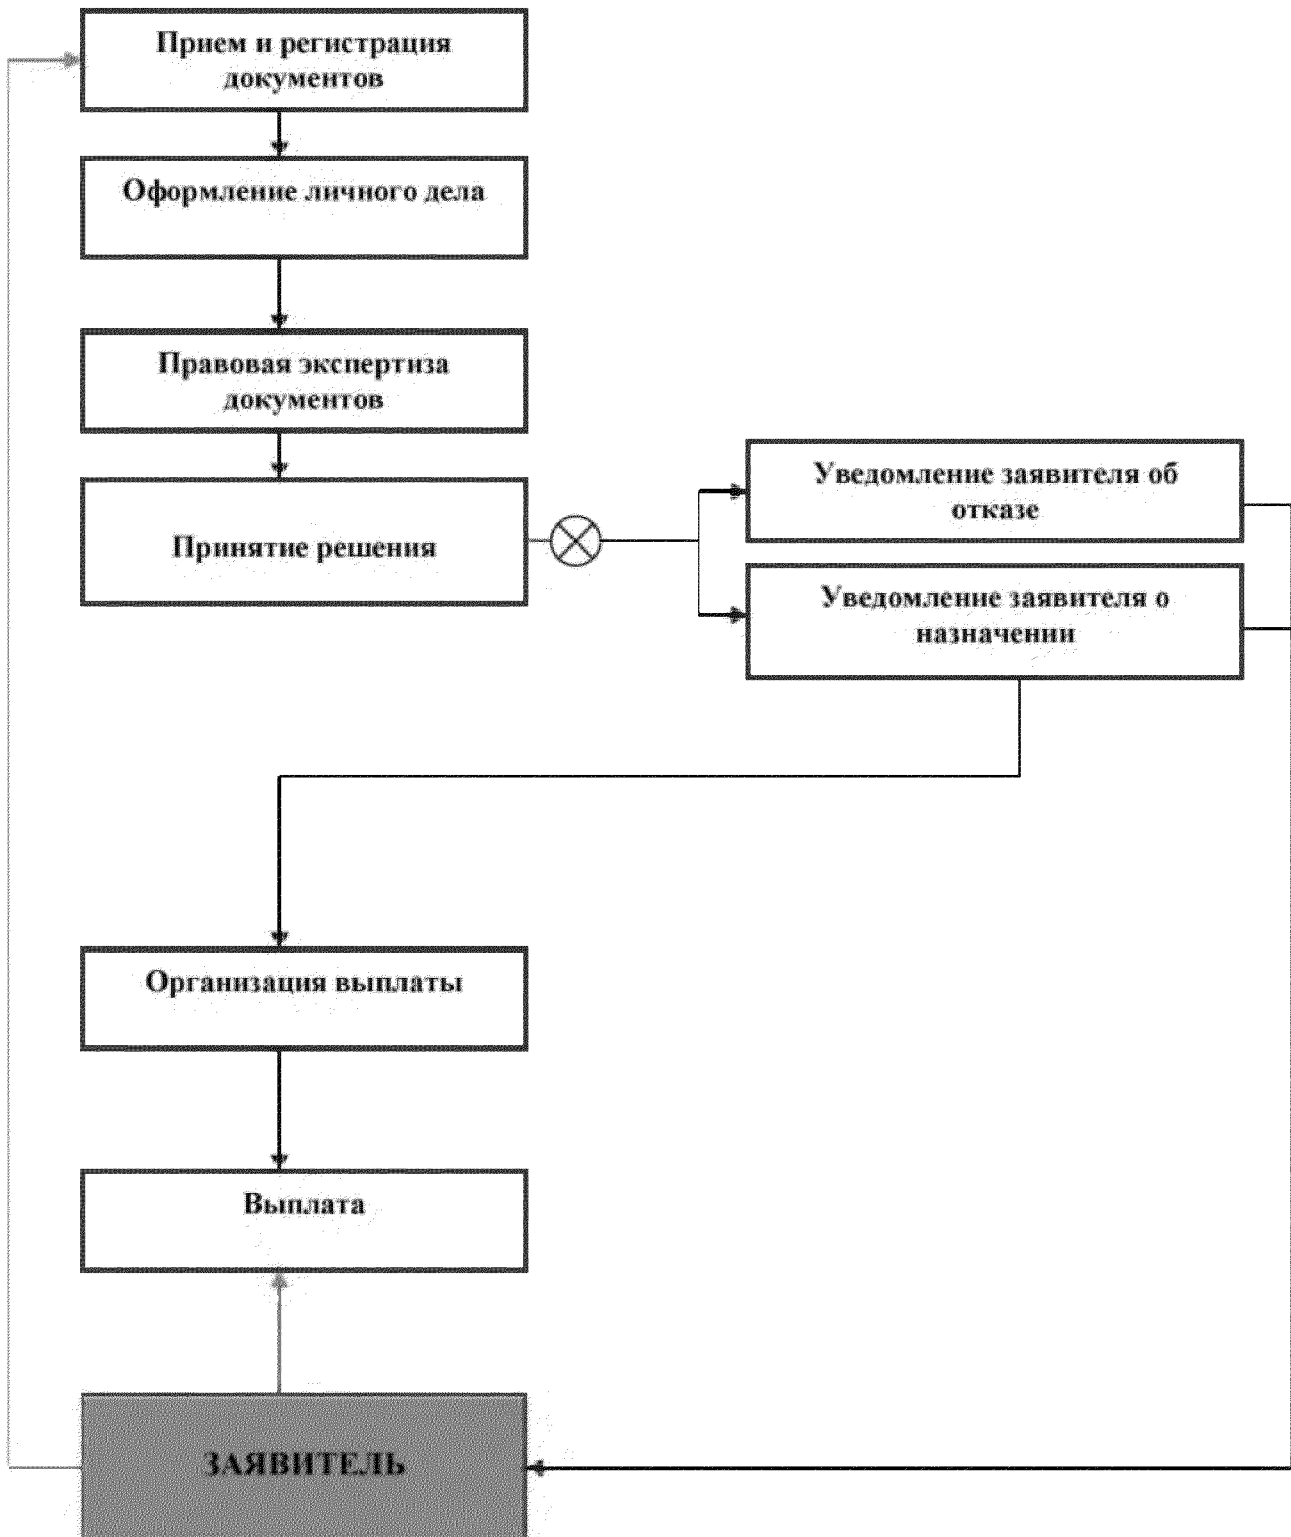 Прием и регистрация
документов
Оформление личного дела
Правовая экспертиза
документов
Принятие решения
Уведомление заявителя об
отказе
Уведомление заявителя о
назначении
Организация выплаты
Выплата
ЗАЯВИТЕЛЬ